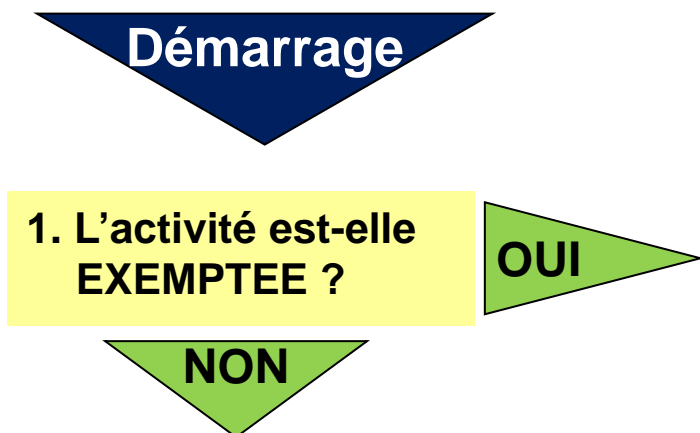 Démarrage
1. L’activité est-elle
EXEMPTEE ?
OUI
NON